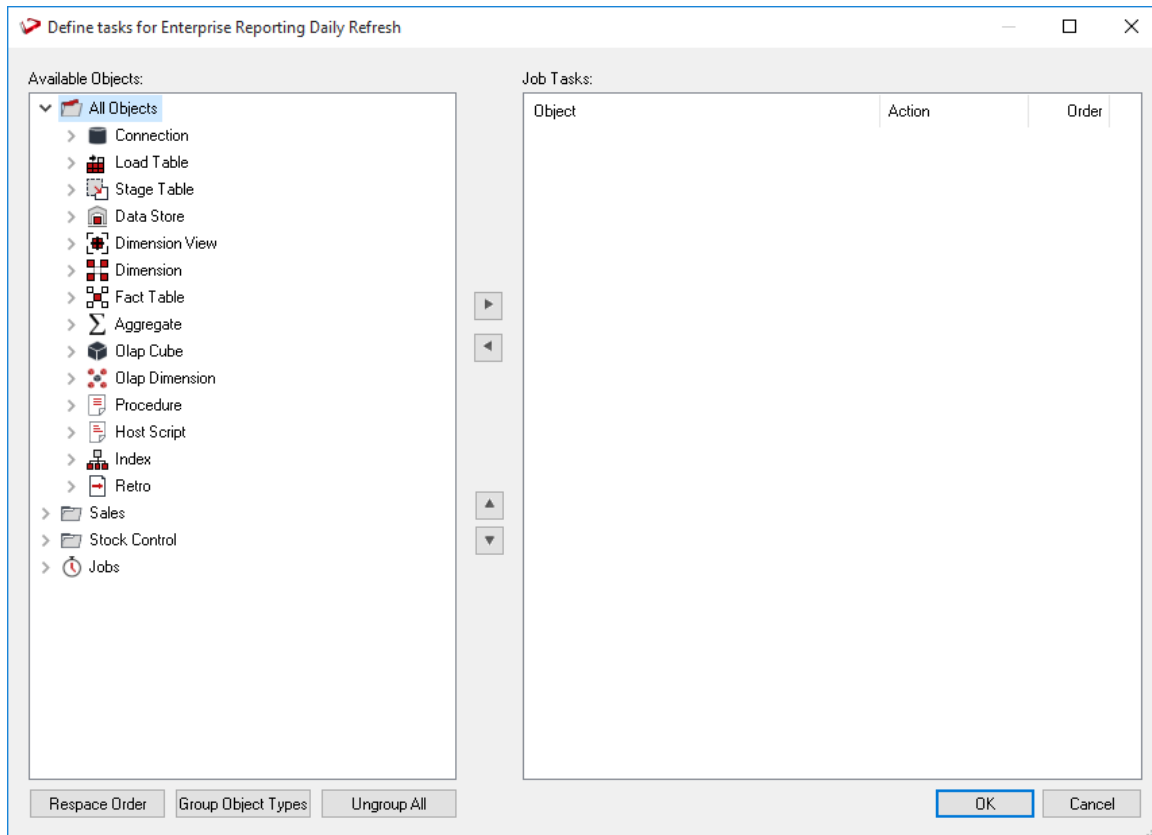 Define tasks for Enterprise Reporting Daily Refresh
Available Objects:
All Objects
Connection
Load Table
Stage Table
Data Store
Dimension View
Dimension
Fact Table
Aggregate
Olap Cube
Olap Dimension
Procedure
Host Script
Index
Retro
Sales
Stock Control
Jobs
Job Tasks:
Object Action Order
Respace Order Group Object Types Ungroup All OK Cancel